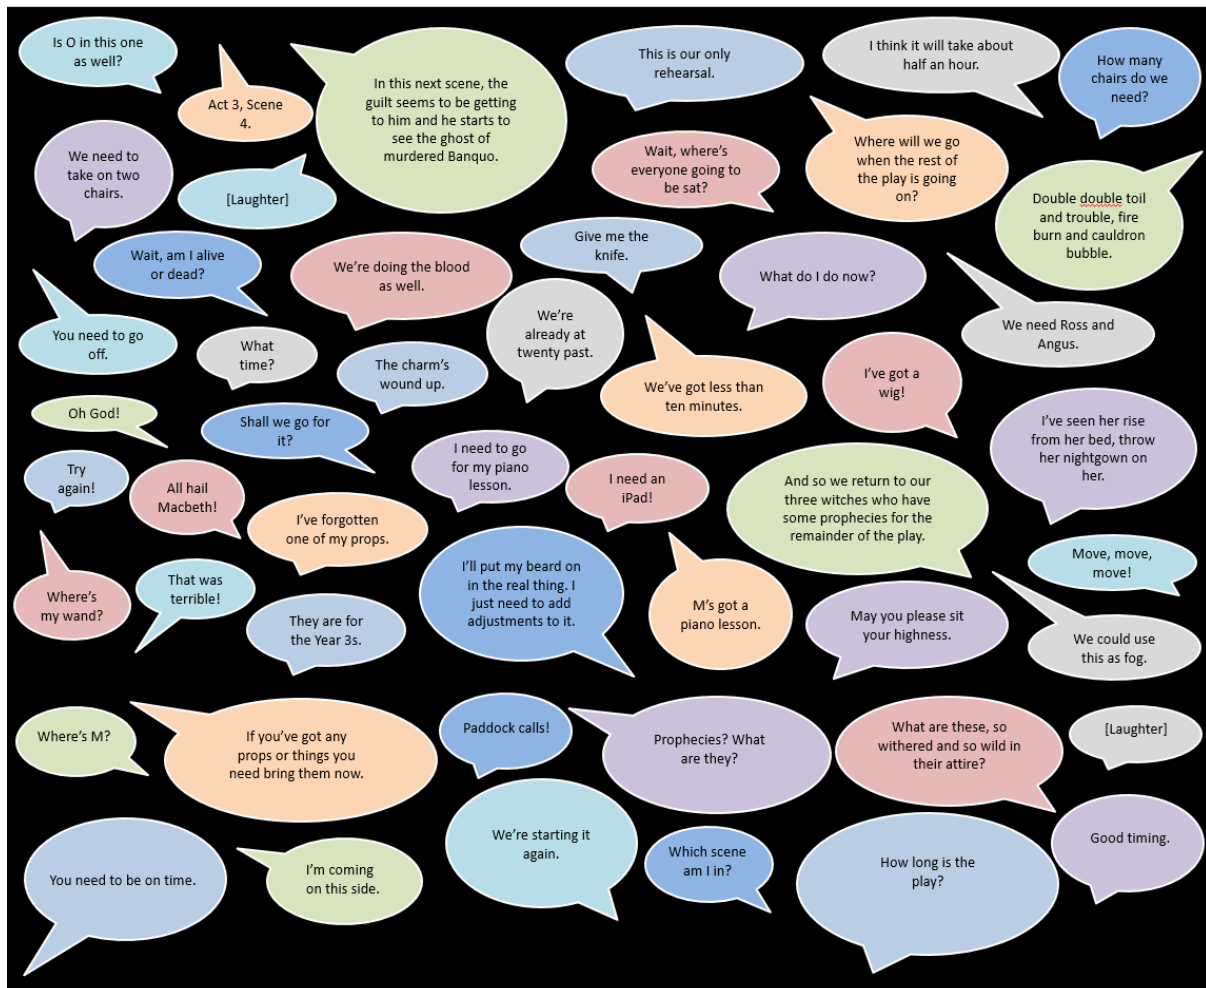 Is O in this one
as well?
Act 3, Scene
4.
In this next scene, the
guilt seems to be getting
to him and he starts to
see the ghost of
murdered Banquo.
This is our only
rehearsal.
I think it will take about
half an hour.
How many
chairs do we
need?
We need to
take on two
chairs.
[Laughter]
Wait, where's
everyone going to
be sat?
Where will we go
when the rest of
the play is going
on?
Double double toil
and trouble, fire
burn and cauldron
bubble.
Wait, am I alive
or dead?
We're doing the blood
as well.
Give me the
knife.
What do I do now?
You need to go
off.
What
time?
The charm's
wound up.
We're
already at
twenty past.
We've got less than
ten minutes.
I've got a
wig!
We need Ross and
Angus.
Oh God!
Shall we go for
it?
I need to go
for my piano
lesson.
I need an
iPad!
And so we return to our
three witches who have
some prophecies for the
remainder of the play.
I've seen her rise
from her bed, throw
her nightgown on
her.
Try
again!
All hail
Macbeth!
I've forgotten
one of my props.
Where's
my wand?
That was
terrible!
They are for
the Year 3s.
I'll put my beard on
in the real thing. I
just need to add
adjustments to it.
M's got a
piano lesson.
May you please sit
your highness.
Move, move,
move!
We could use
this as fog.
Where's M?
If you've got any
props or things you
need bring them now.
Paddock calls!
Prophecies? What
are they?
What are these, so
withered and so wild in
their attire?
[Laughter]
You need to be on time.
I'm coming
on this side.
We're starting it
again.
Which scene
am I in?
How long is the
play?
Good timing.